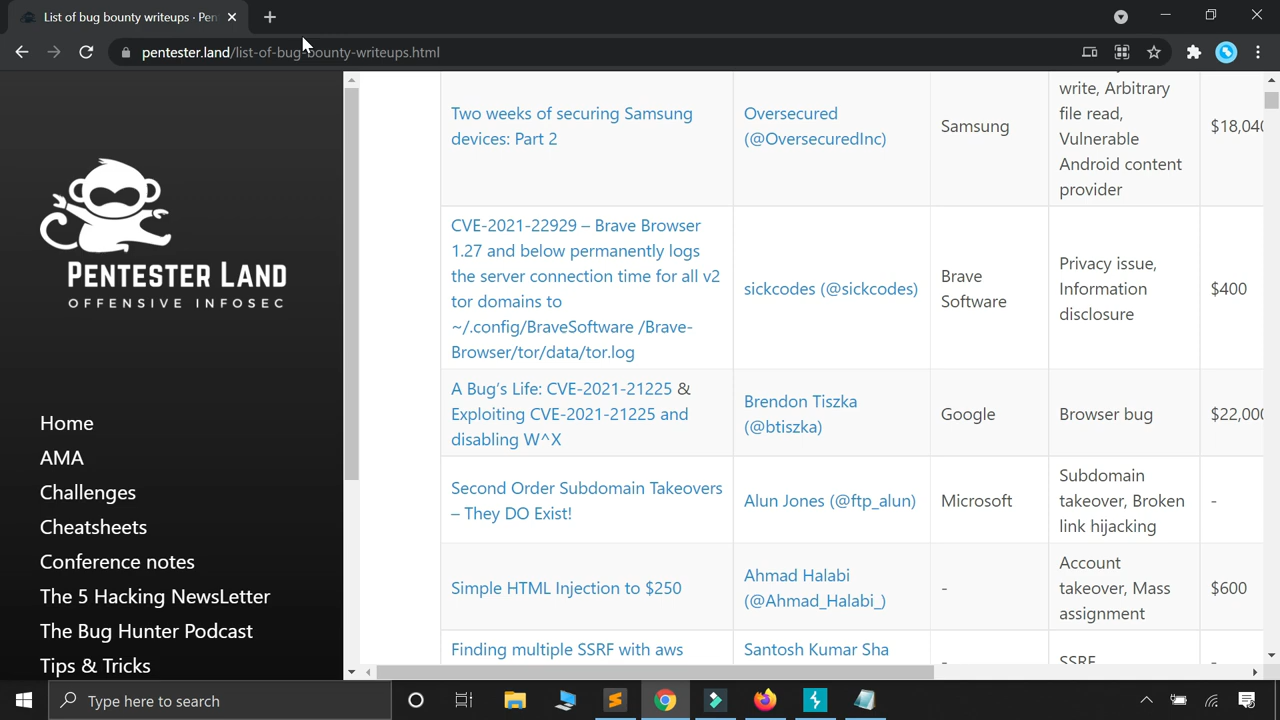 List of bug bounty writeups · Pen
pentester.land/list-of-bug-bounty-writeups.html
PENTESTER LAND
OFFENSIVE INFOSEC
Home
AMA
Challenges
Cheatsheets
Conference notes
The 5 Hacking NewsLetter
The Bug Hunter Podcast
Tips & Tricks
Two weeks of securing Samsung
devices: Part 2
Oversecured
(@OversecuredInc)
Samsung
write, Arbitrary
file read,
Vulnerable
Android content
provider
$18,040
CVE-2021-22929 – Brave Browser
1.27 and below permanently logs
the server connection time for all v2
tor domains to
~/.config/BraveSoftware /Brave-
Browser/tor/data/tor.log
sickcodes (@sickcodes)
Brave
Software
Privacy issue,
Information
disclosure
$400
A Bug’s Life: CVE-2021-21225 &
Exploiting CVE-2021-21225 and
disabling W^X
Brendon Tiszka
(@btiszka)
Google
Browser bug
$22,000
Second Order Subdomain Takeovers
– They DO Exist!
Alun Jones (@ftp_alun)
Microsoft
Subdomain
takeover, Broken
link hijacking
-
Simple HTML Injection to $250
Ahmad Halabi
(@Ahmad_Halabi_)
-
Account
takeover, Mass
assignment
$600
Finding multiple SSRF with aws
Santosh Kumar Sha
-
SSRF
-
Type here to search